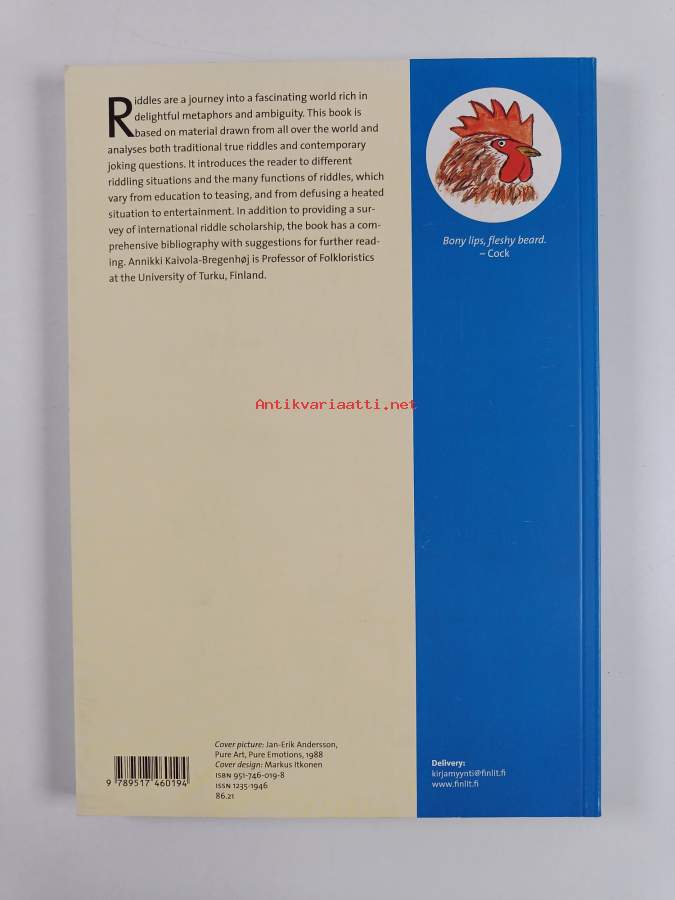 Riddles are a journey into a fascinating world rich in
delightful metaphors and ambiguity. This book is
based on material drawn from all over the world and
analyses both traditional true riddles and contemporary
joking questions. It introduces the reader to different
riddling situations and the many functions of riddles, which
vary from education to teasing, and from defusing a heated
situation to entertainment. In addition to providing a sur-
vey of international riddle scholarship, the book has a com-
prehensive bibliography with suggestions for further read-
ing. Annikki Kaivola-Bregenhøj is Professor of Folkloristics
at the University of Turku, Finland.
Bony lips, fleshy beard.
– Cock
Antikvariaatti.net
Cover picture: Jan-Erik Andersson,
Pure Art, Pure Emotions, 1988
Cover design: Markus Itkonen
ISBN 951-746-019-8
ISSN 1235-1946
86.21
9 789517 460194
Delivery:
kirjamyynti@finlit.fi
www.finlit.fi